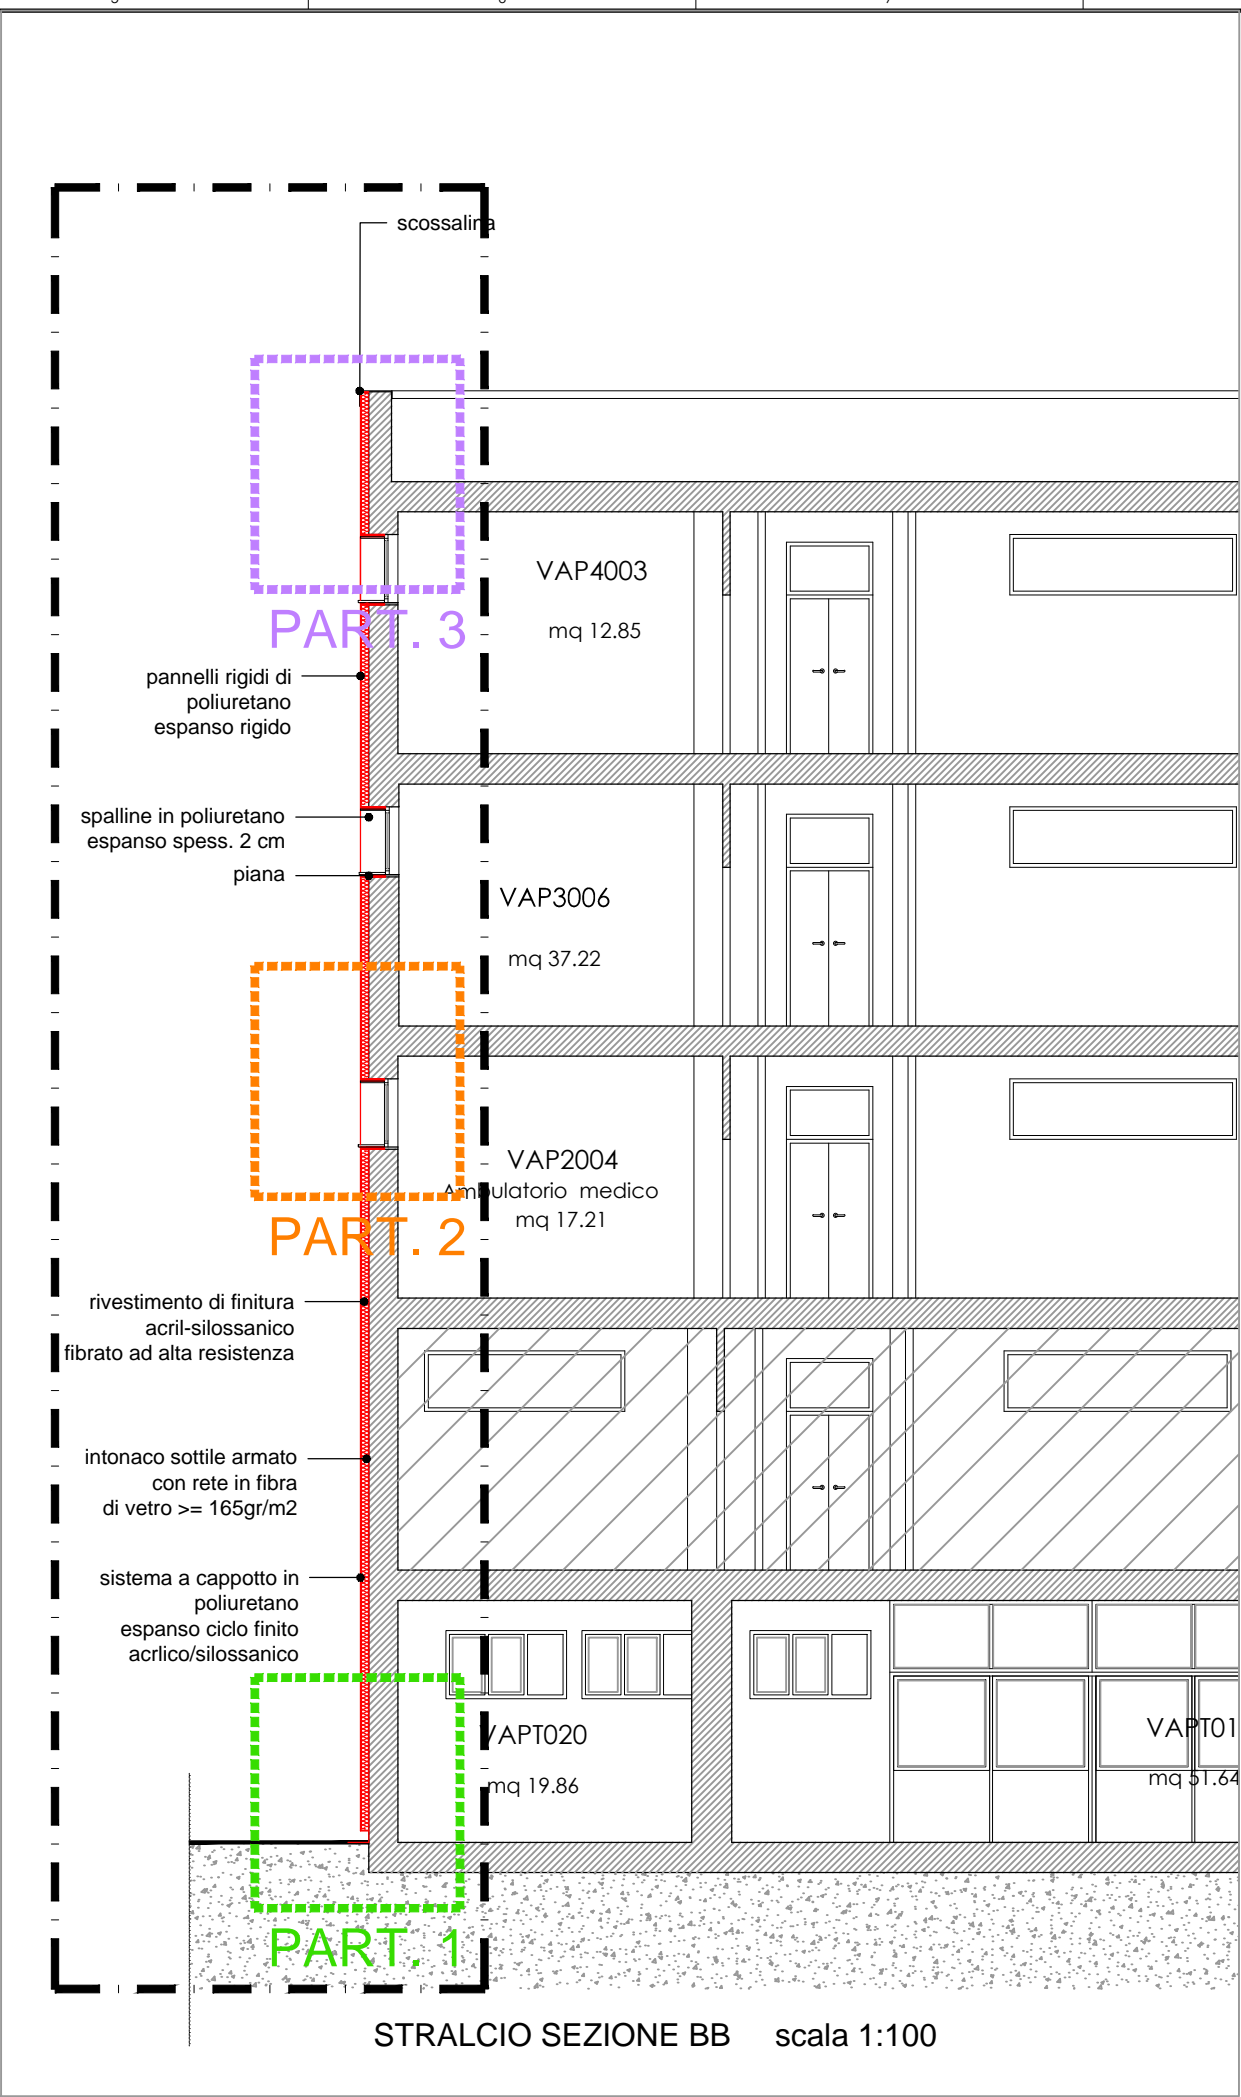 scossalina
VAP4003
mq 12.85
PART. 3
pannelli rigidi di
poliuretano
espanso rigido
spalline in poliuretano
espanso spess. 2 cm
piana
VAP3006
mq 37.22
VAP2004
Ambulatorio medico
mq 17.21
PART. 2
rivestimento di finitura
acril-silossanico
fibrato ad alta resistenza
intonaco sottile armato
con rete in fibra
di vetro >= 165gr/m2
sistema a cappotto in
poliuretano
espanso ciclo finito
acrlico/silossanico
VAPT020
mq 19.86
VAPT01
mq 51.64
PART. 1
STRALCIO SEZIONE BB scala 1:100